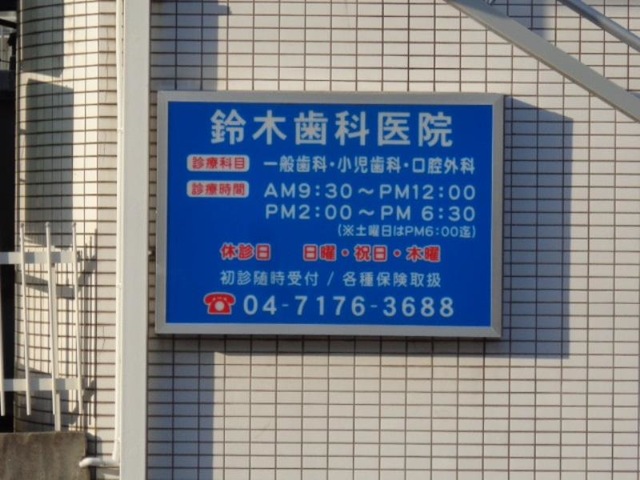 鈴木歯科医院
診療科目 一般歯科・小児歯科・口腔外科
診療時間 AM9:30～PM12:00
PM2:00～PM 6:30
(※土曜日はPM6:00迄)
休診日 日曜・祝日・木曜
初診随時受付 / 各種保険取扱
☎04-7176-3688